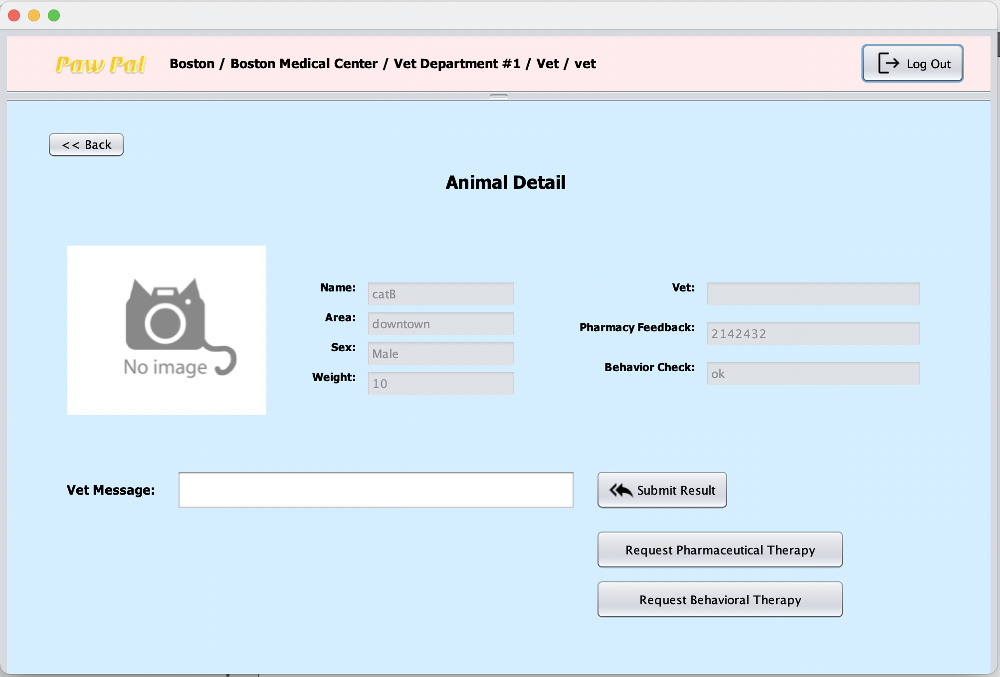 Paw Pal
Boston / Boston Medical Center / Vet Department #1 / Vet / vet
Log Out
<< Back
Animal Detail
No image
Name: catB
Area: downtown
Sex: Male
Weight: 10
Vet:
Pharmacy Feedback: 2142432
Behavior Check: ok
Vet Message:
Submit Result
Request Pharmaceutical Therapy
Request Behavioral Therapy